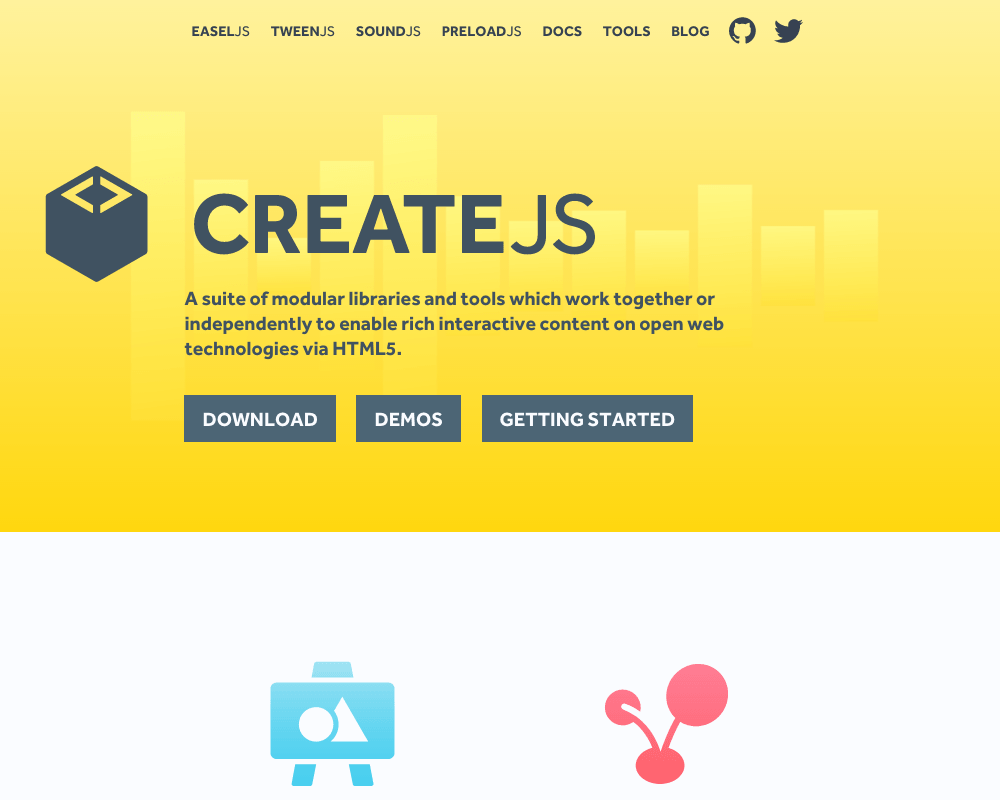 EASELJS TWEENJS SOUNDJS PRELOADJS DOCS TOOLS BLOG
CREATEJS
A suite of modular libraries and tools which work together or
independently to enable rich interactive content on open web
technologies via HTML5.
DOWNLOAD DEMOS GETTING STARTED